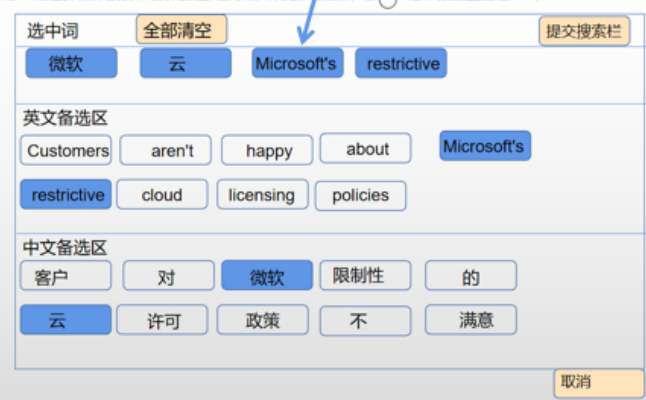 选中词 全部清空 提交搜索栏
微软 云 Microsoft's restrictive
英文备选区
Customers aren't happy about Microsoft's
restrictive cloud licensing policies
中文备选区
客户 对 微软 限制性 的
云 许可 政策 不 满意
取消